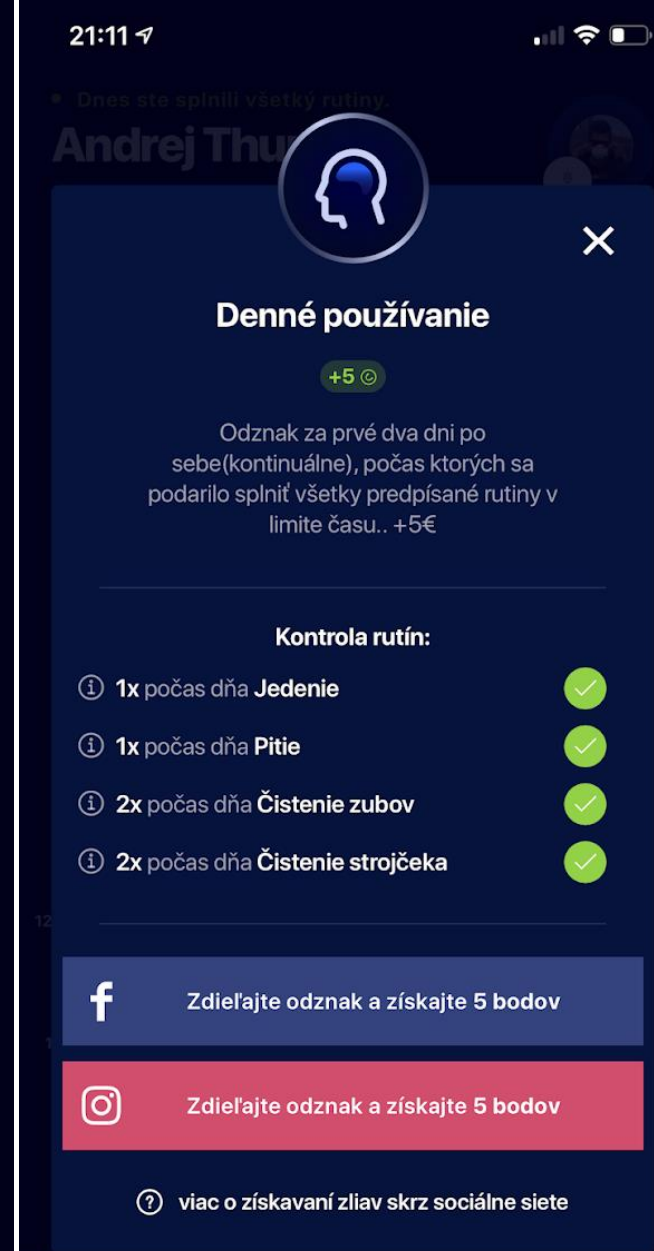 21:11
Dnes ste splnili všetký rutiny.
Andrej Thu
Denné používanie
+5
Odznak za prvé dva dni po
sebe(kontinuálne), počas ktorých sa
podarilo splniť všetky predpísané rutiny v
limite času.. +5€
Kontrola rutín:
1x počas dňa Jedenie
1x počas dňa Pitie
2x počas dňa Čistenie zubov
2x počas dňa Čistenie strojčeka
12
Zdieľajte odznak a získajte 5 bodov
1
Zdieľajte odznak a získajte 5 bodov
viac o získavaní zliav skrz sociálne siete